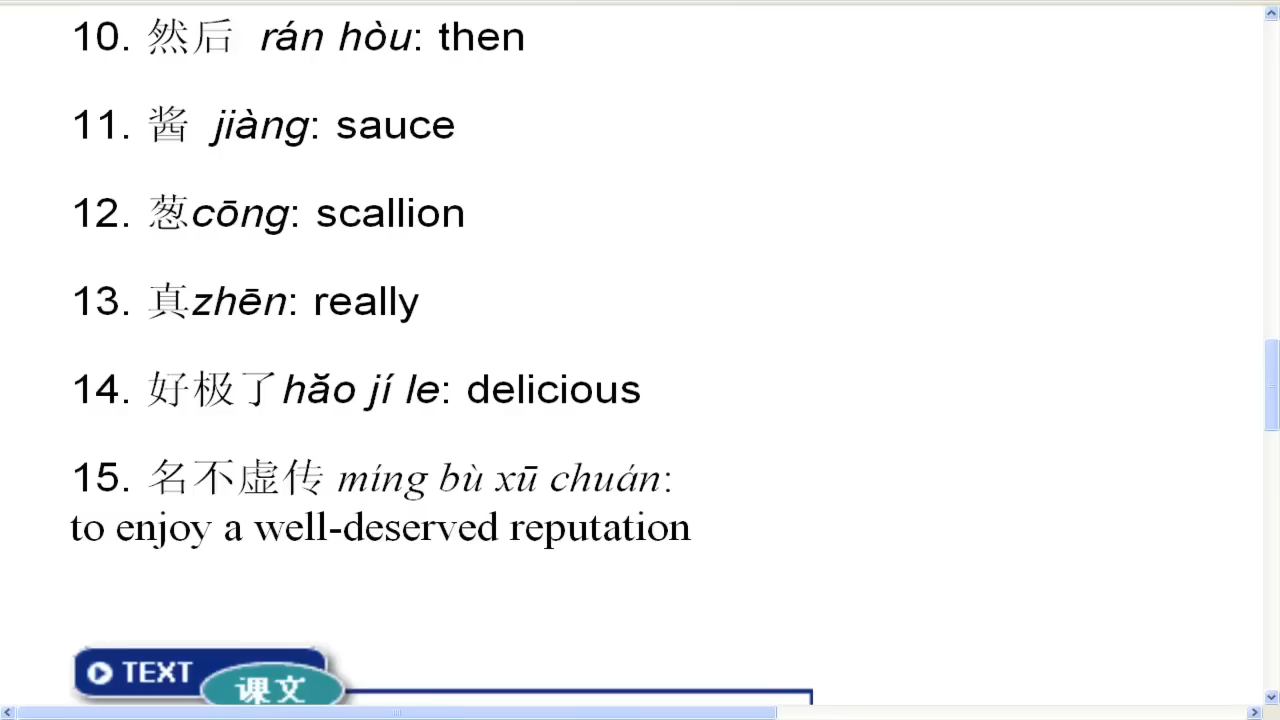 10. 然后 rán hòu: then
11. 酱 jiàng: sauce
12. 葱cōng: scallion
13. 真zhēn: really
14. 好极了hăo jí le: delicious
15. 名不虚传 míng bù xū chuán:
to enjoy a well-deserved reputation
TEXT
课文